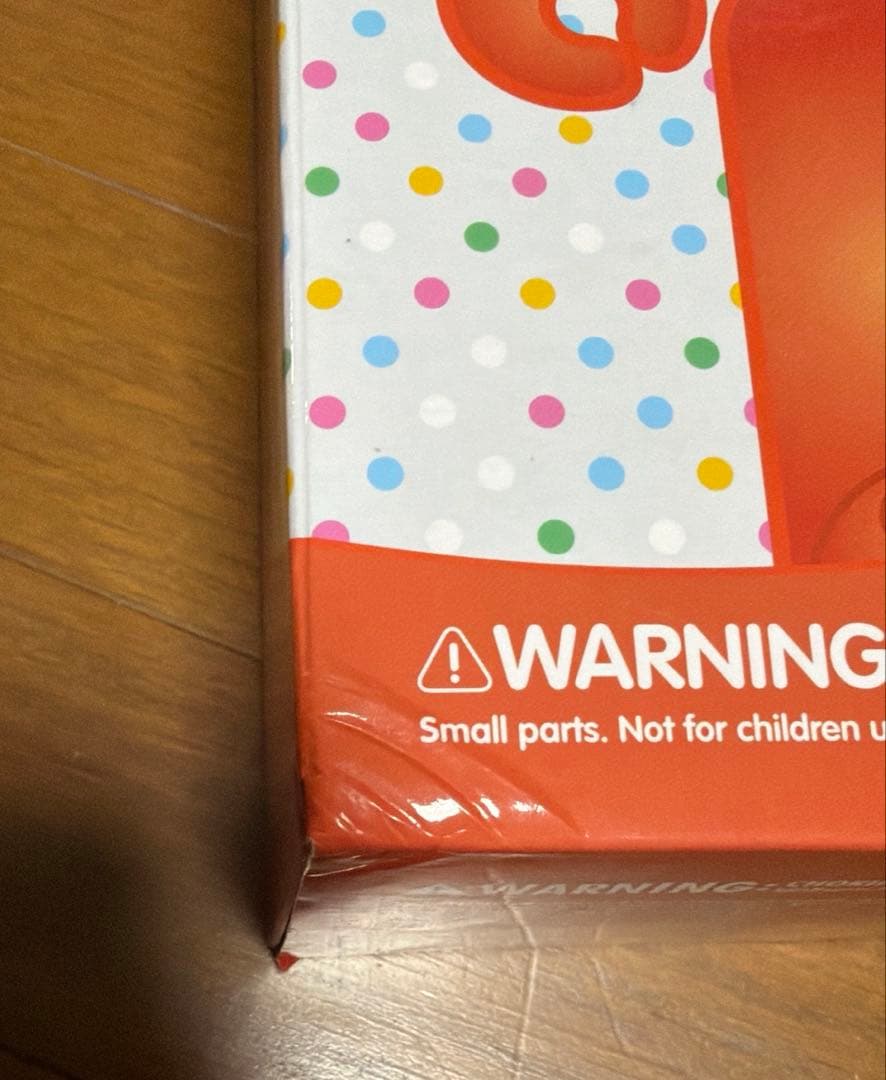 WARNING
Small parts. Not for children
WARNING: